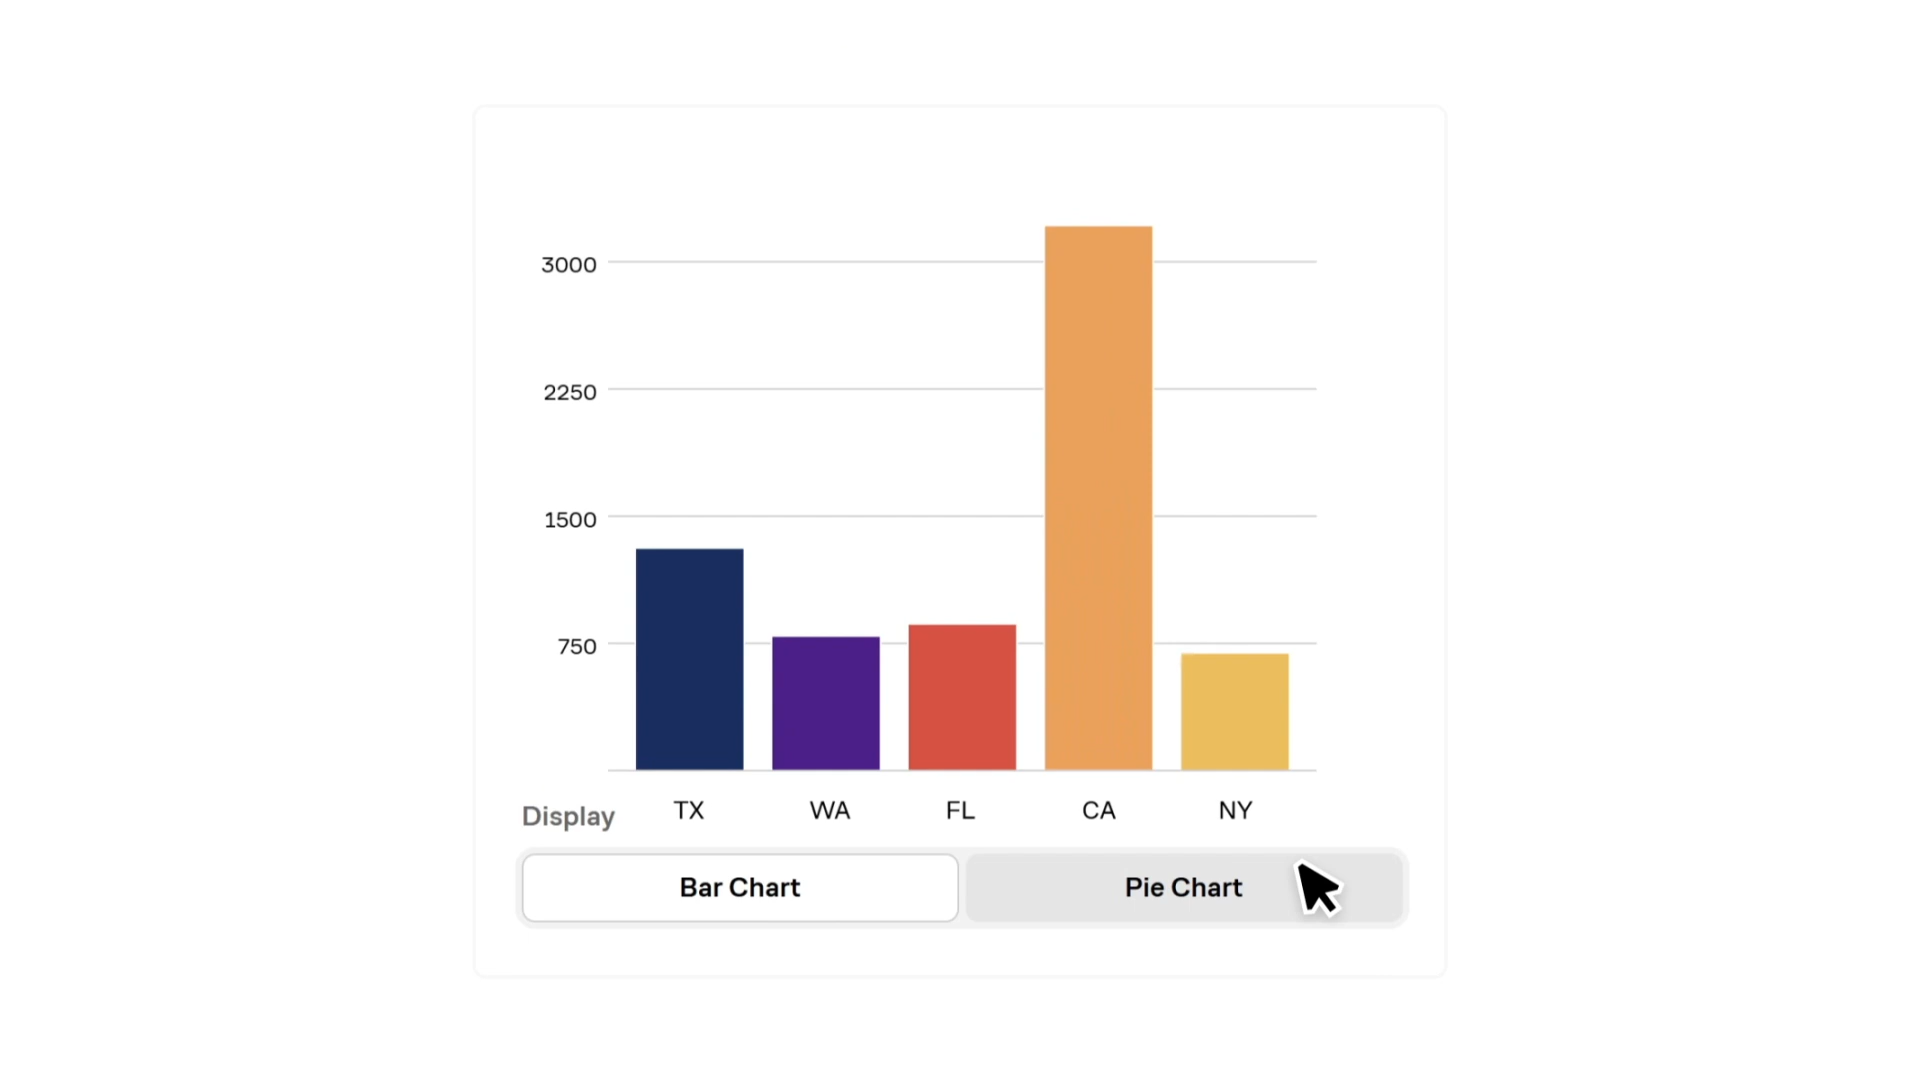 3000
2250
1500
750
TX WA FL CA NY
Display
Bar Chart Pie Chart